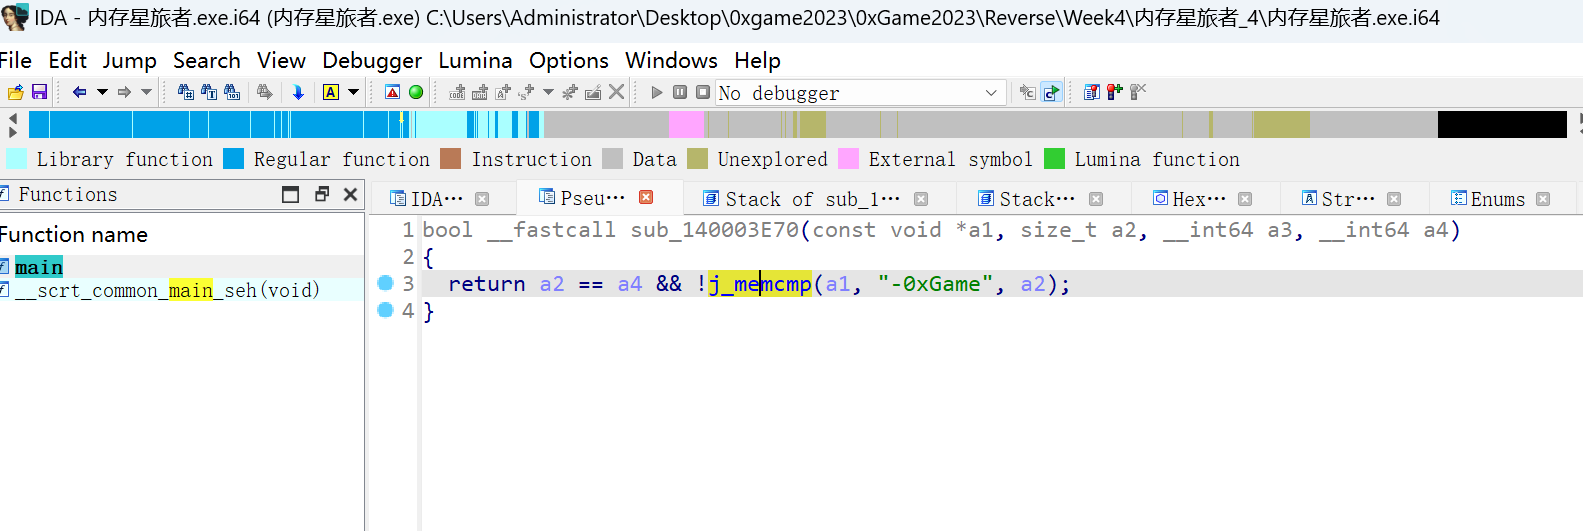 IDA - 内存星旅者.exe.i64 (内存星旅者.exe) C:\Users\Administrator\Desktop\0xgame2023\0xGame2023\Reverse\Week4\内存星旅者_4\内存星旅者.exe.i64
File Edit Jump Search View Debugger Lumina Options Windows Help
No debugger
Library function Regular function Instruction Data Unexplored External symbol Lumina function
Functions
IDA… Pseu… Stack of sub_1… Stack… Hex… Str… Enums
Function name
main
__scrt_common_main_seh(void)
1 bool __fastcall sub_140003E70(const void *a1, size_t a2, __int64 a3, __int64 a4)
2 {
3 return a2 == a4 && !j_memcmp(a1, "-0xGame", a2);
4 }